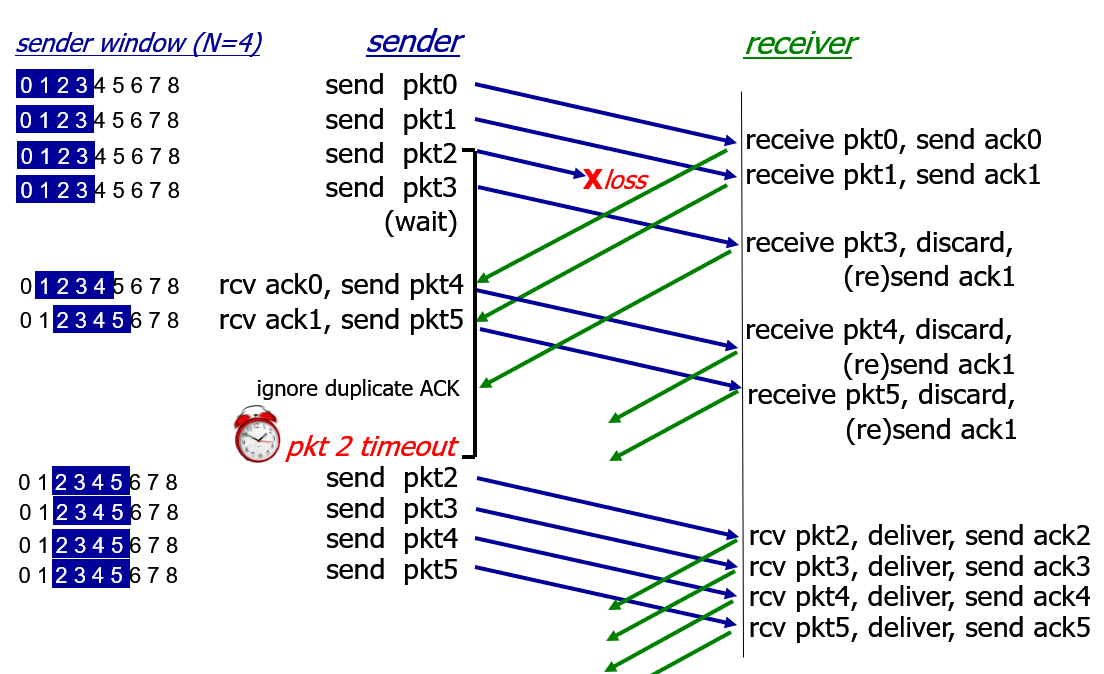 sender window (N=4) sender receiver
0 1 2 3 4 5 6 7 8 send pkt0
0 1 2 3 4 5 6 7 8 send pkt1
receive pkt0, send ack0
0 1 2 3 4 5 6 7 8 send pkt2
X loss
receive pkt1, send ack1
0 1 2 3 4 5 6 7 8 send pkt3
(wait)
receive pkt3, discard,
(re)send ack1
0 1 2 3 4 5 6 7 8 rcv ack0, send pkt4
0 1 2 3 4 5 6 7 8 rcv ack1, send pkt5
receive pkt4, discard,
(re)send ack1
ignore duplicate ACK
receive pkt5, discard,
(re)send ack1
pkt 2 timeout
0 1 2 3 4 5 6 7 8 send pkt2
0 1 2 3 4 5 6 7 8 send pkt3
0 1 2 3 4 5 6 7 8 send pkt4
0 1 2 3 4 5 6 7 8 send pkt5
rcv pkt2, deliver, send ack2
rcv pkt3, deliver, send ack3
rcv pkt4, deliver, send ack4
rcv pkt5, deliver, send ack5